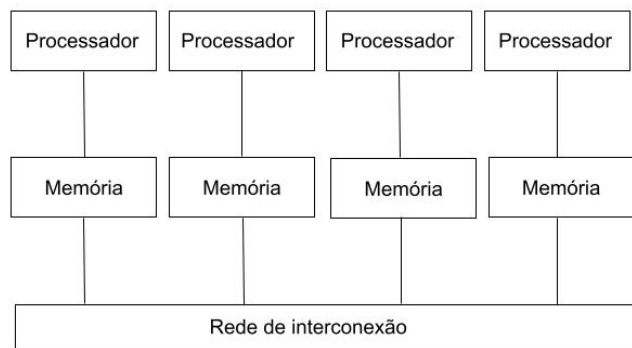 Processador Processador Processador Processador
Memória Memória Memória Memória
Rede de interconexão